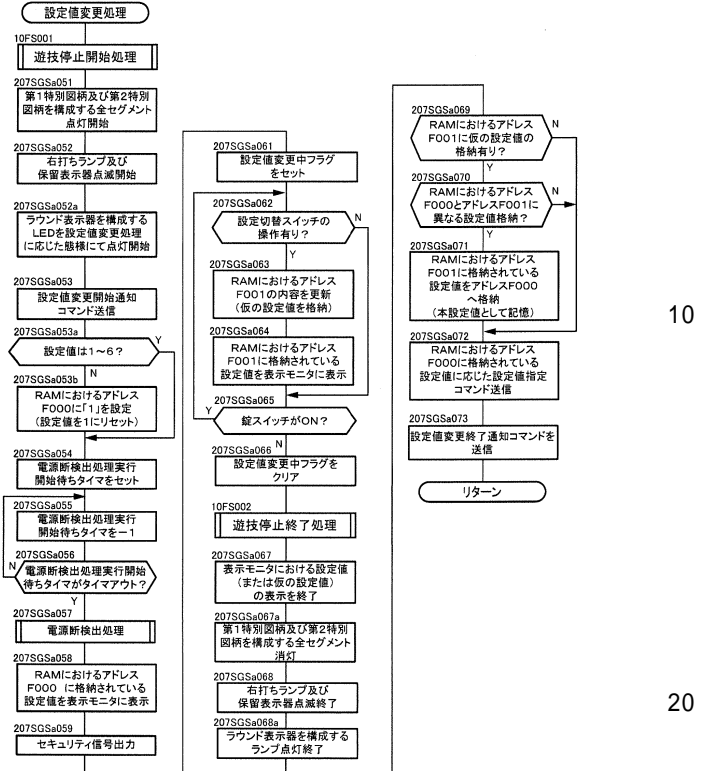 設定値変更処理
10FS001
遊技停止開始処理
207SGSa051
第1特別図柄及び第2特別
図柄を構成する全セグメント
点灯開始
207SGSa052
右打ちランプ及び
保留表示器点滅開始
207SGSa052a
ラウンド表示器を構成する
LEDを設定値変更処理
に応じた態様にて点灯開始
207SGSa053
設定値変更開始通知
コマンド送信
207SGSa053a
設定値は1~6?
Y
N
207SGSa053b
RAMにおけるアドレス
F000に「1」を設定
(設定値を1にリセット)
207SGSa054
電源断検出処理実行
開始待ちタイマをセット
207SGSa055
電源断検出処理実行
開始待ちタイマを-1
207SGSa056
電源断検出処理実行開始
待ちタイマがタイマアウト?
N
Y
207SGSa057
電源断検出処理
207SGSa058
RAMにおけるアドレス
F000 に格納されている
設定値を表示モニタに表示
207SGSa059
セキュリティ信号出力
207SGSa061
設定値変更中フラグ
をセット
207SGSa062
設定切替スイッチの
操作有り?
N
Y
207SGSa063
RAMにおけるアドレス
F001の内容を更新
(仮の設定値を格納)
207SGSa064
RAMにおけるアドレス
F001に格納されている
設定値を表示モニタに表示
207SGSa065
錠スイッチがON?
Y
N
207SGSa066
設定値変更中フラグを
クリア
10FS002
遊技停止終了処理
207SGSa067
表示モニタにおける設定値
(または仮の設定値)
の表示を終了
207SGSa067a
第1特別図柄及び第2特別
図柄を構成する全セグメント
消灯
207SGSa068
右打ちランプ及び
保留表示器点滅終了
207SGSa068a
ラウンド表示器を構成する
ランプ点灯終了
207SGSa069
RAMにおけるアドレス
F001に仮の設定値の
格納有り?
N
Y
207SGSa070
RAMにおけるアドレス
F000とアドレスF001に
異なる設定値格納?
N
Y
207SGSa071
RAMにおけるアドレス
F001に格納されている
設定値をアドレスF000
へ格納
(本設定値として記憶)
207SGSa072
RAMにおけるアドレス
F000に格納されている
設定値に応じた設定値指定
コマンド送信
207SGSa073
設定値変更終了通知コマンドを
送信
リターン
10
20